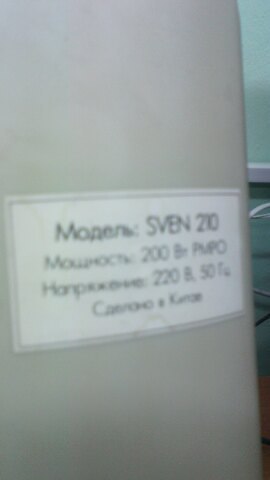 Модель: SVEN 210
Мощность: 200 Вт PMPO
Напряжение: 220 В, 50 Гц
Сделано в Китае